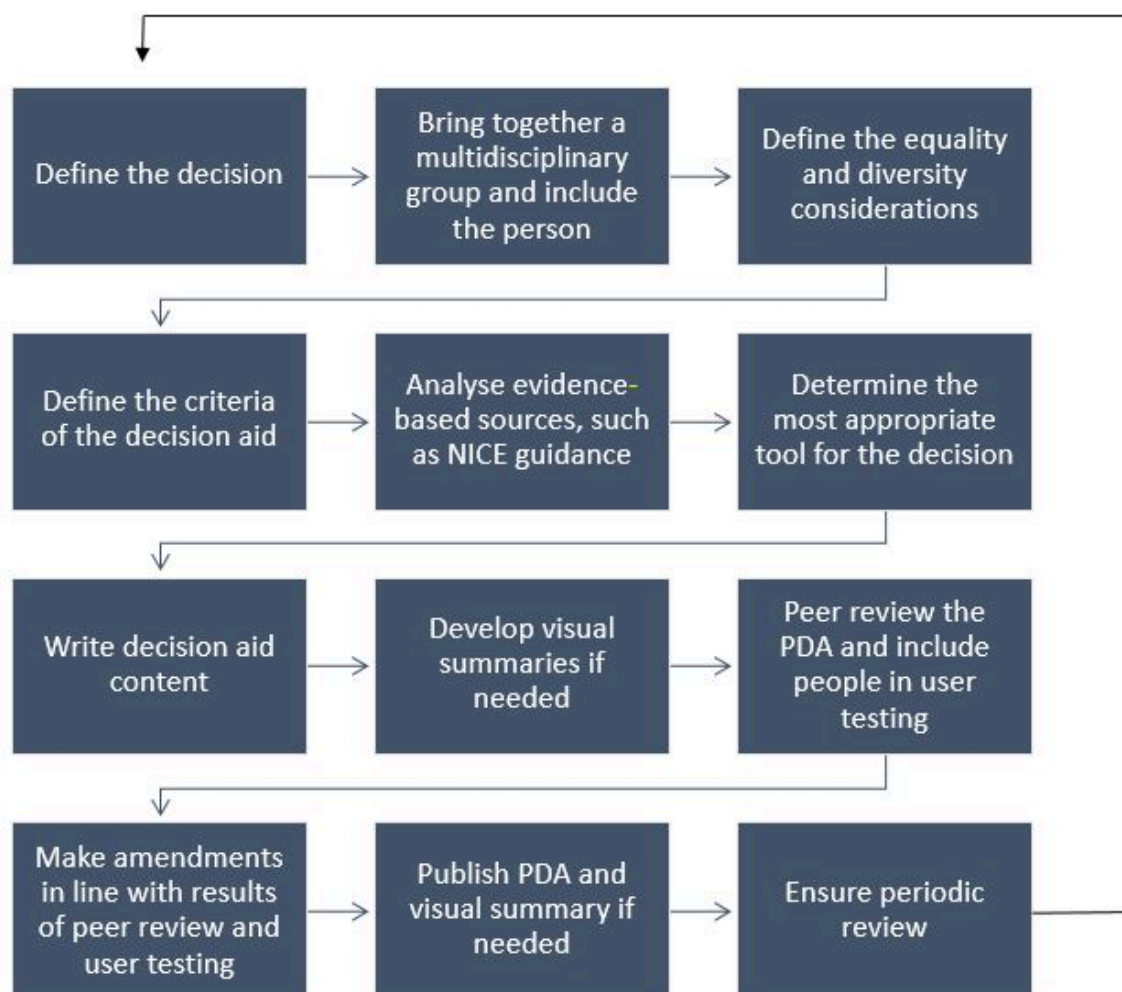 Define the decision
Bring together a
multidisciplinary
group and include
the person
Define the equality
and diversity
considerations
Define the criteria
of the decision aid
Analyse evidence-
based sources, such
as NICE guidance
Determine the
most appropriate
tool for the decision
Write decision aid
content
Develop visual
summaries if
needed
Peer review the
PDA and include
people in user
testing
Make amendments
in line with results
of peer review and
user testing
Publish PDA and
visual summary if
needed
Ensure periodic
review